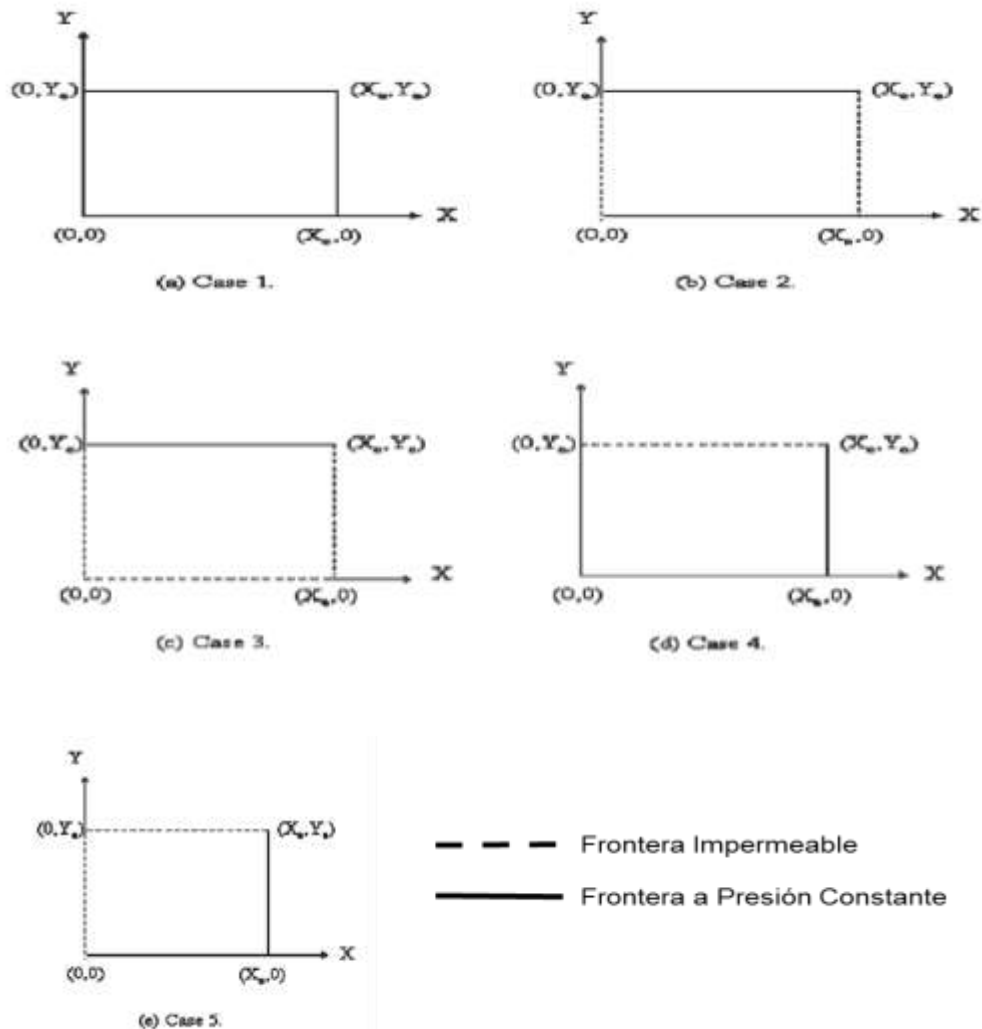 Y
(0,Yₑ)
(Xₑ,Yₑ)
X
(0,0)
(Xₑ,0)
(a) Case 1.
Y
(0,Yₑ)
(Xₑ,Yₑ)
X
(0,0)
(Xₑ,0)
(b) Case 2.
Y
(0,Yₑ)
(Xₑ,Yₑ)
X
(0,0)
(Xₑ,0)
(c) Case 3.
Y
(0,Yₑ)
(Xₑ,Yₑ)
X
(0,0)
(Xₑ,0)
(d) Case 4.
Y
(0,Yₑ)
(Xₑ,Yₑ)
X
(0,0)
(Xₑ,0)
(e) Case 5.
Frontera Impermeable
Frontera a Presión Constante